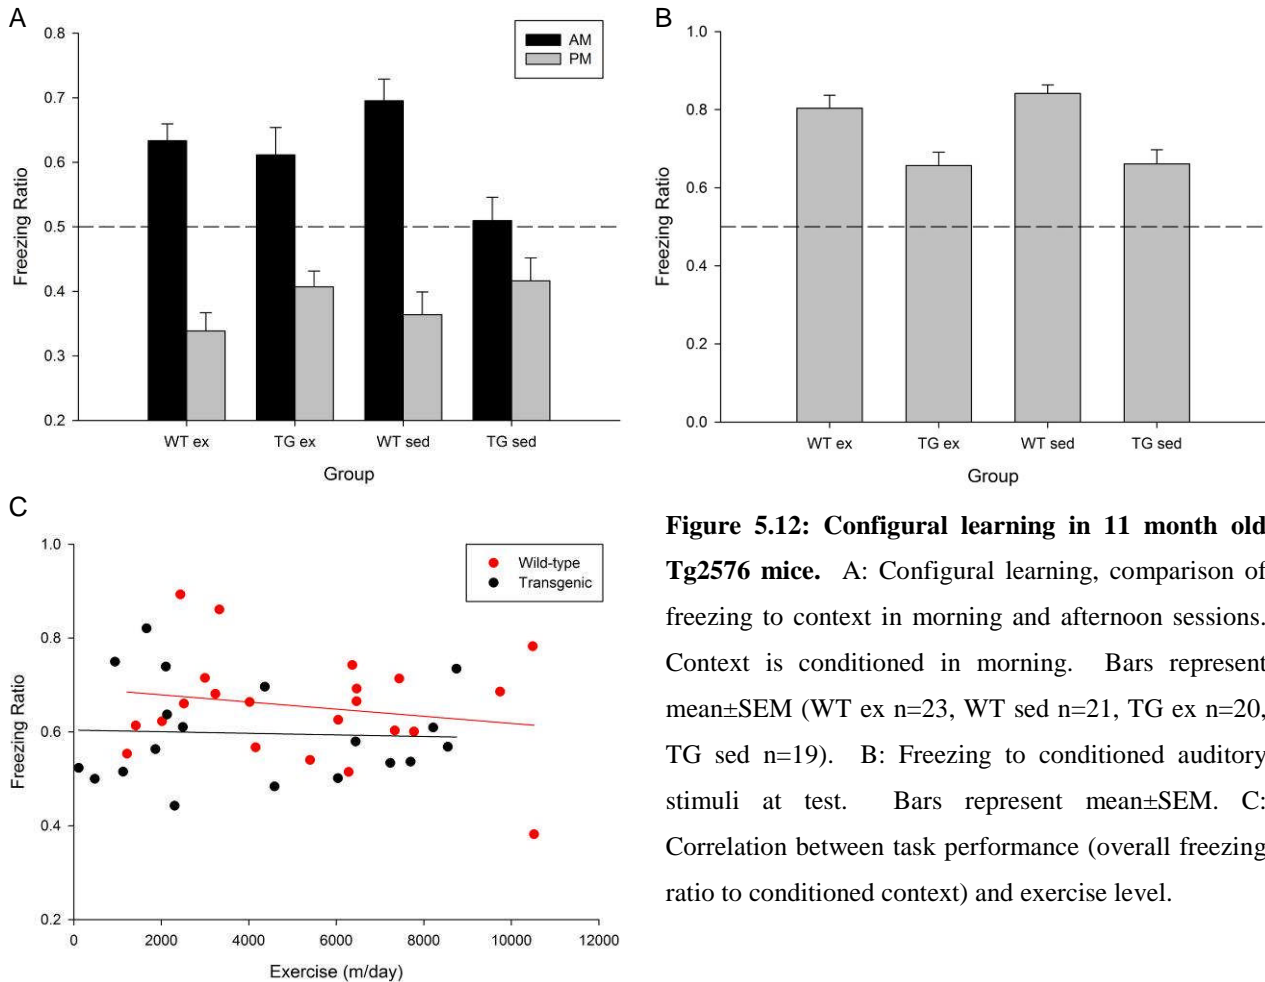 A
0.8
0.7
0.6
0.5
0.4
0.3
0.2
Freezing Ratio
AM
PM
WT ex
TG ex
WT sed
TG sed
Group
B
1.0
0.8
0.6
0.4
0.2
0.0
Freezing Ratio
WT ex
TG ex
WT sed
TG sed
Group
C
1.0
0.8
0.6
0.4
0.2
Freezing Ratio
Wild-type
Transgenic
0
2000
4000
6000
8000
10000
12000
Exercise (m/day)
Figure 5.12: Configural learning in 11 month old
Tg2576 mice. A: Configural learning, comparison of
freezing to context in morning and afternoon sessions.
Context is conditioned in morning. Bars represent
mean±SEM (WT ex n=23, WT sed n=21, TG ex n=20,
TG sed n=19). B: Freezing to conditioned auditory
stimuli at test. Bars represent mean±SEM. C:
Correlation between task performance (overall freezing
ratio to conditioned context) and exercise level.